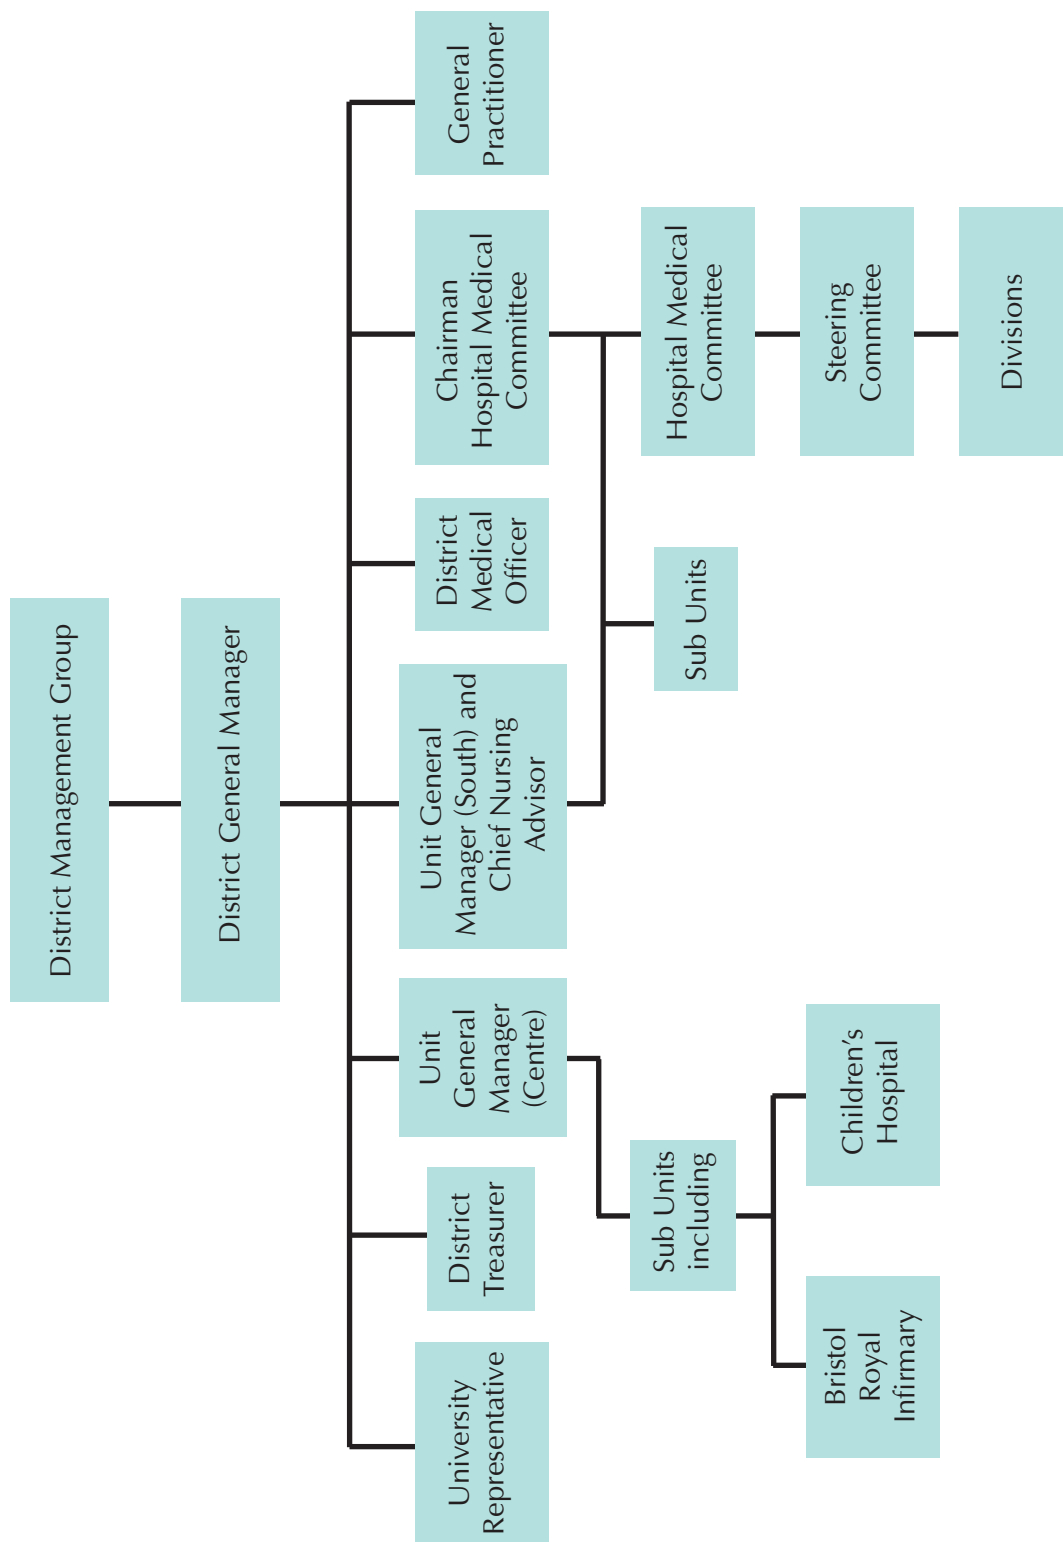 District Management Group
District General Manager
University
Representative
District
Treasurer
Unit
General
Manager
(Centre)
Unit General
Manager (South) and
Chief Nursing
Advisor
District
Medical
Officer
Chairman
Hospital Medical
Committee
General
Practitioner
Sub Units
including
Sub Units
Hospital Medical
Committee
Bristol
Royal
Infirmary
Children's
Hospital
Steering
Committee
Divisions